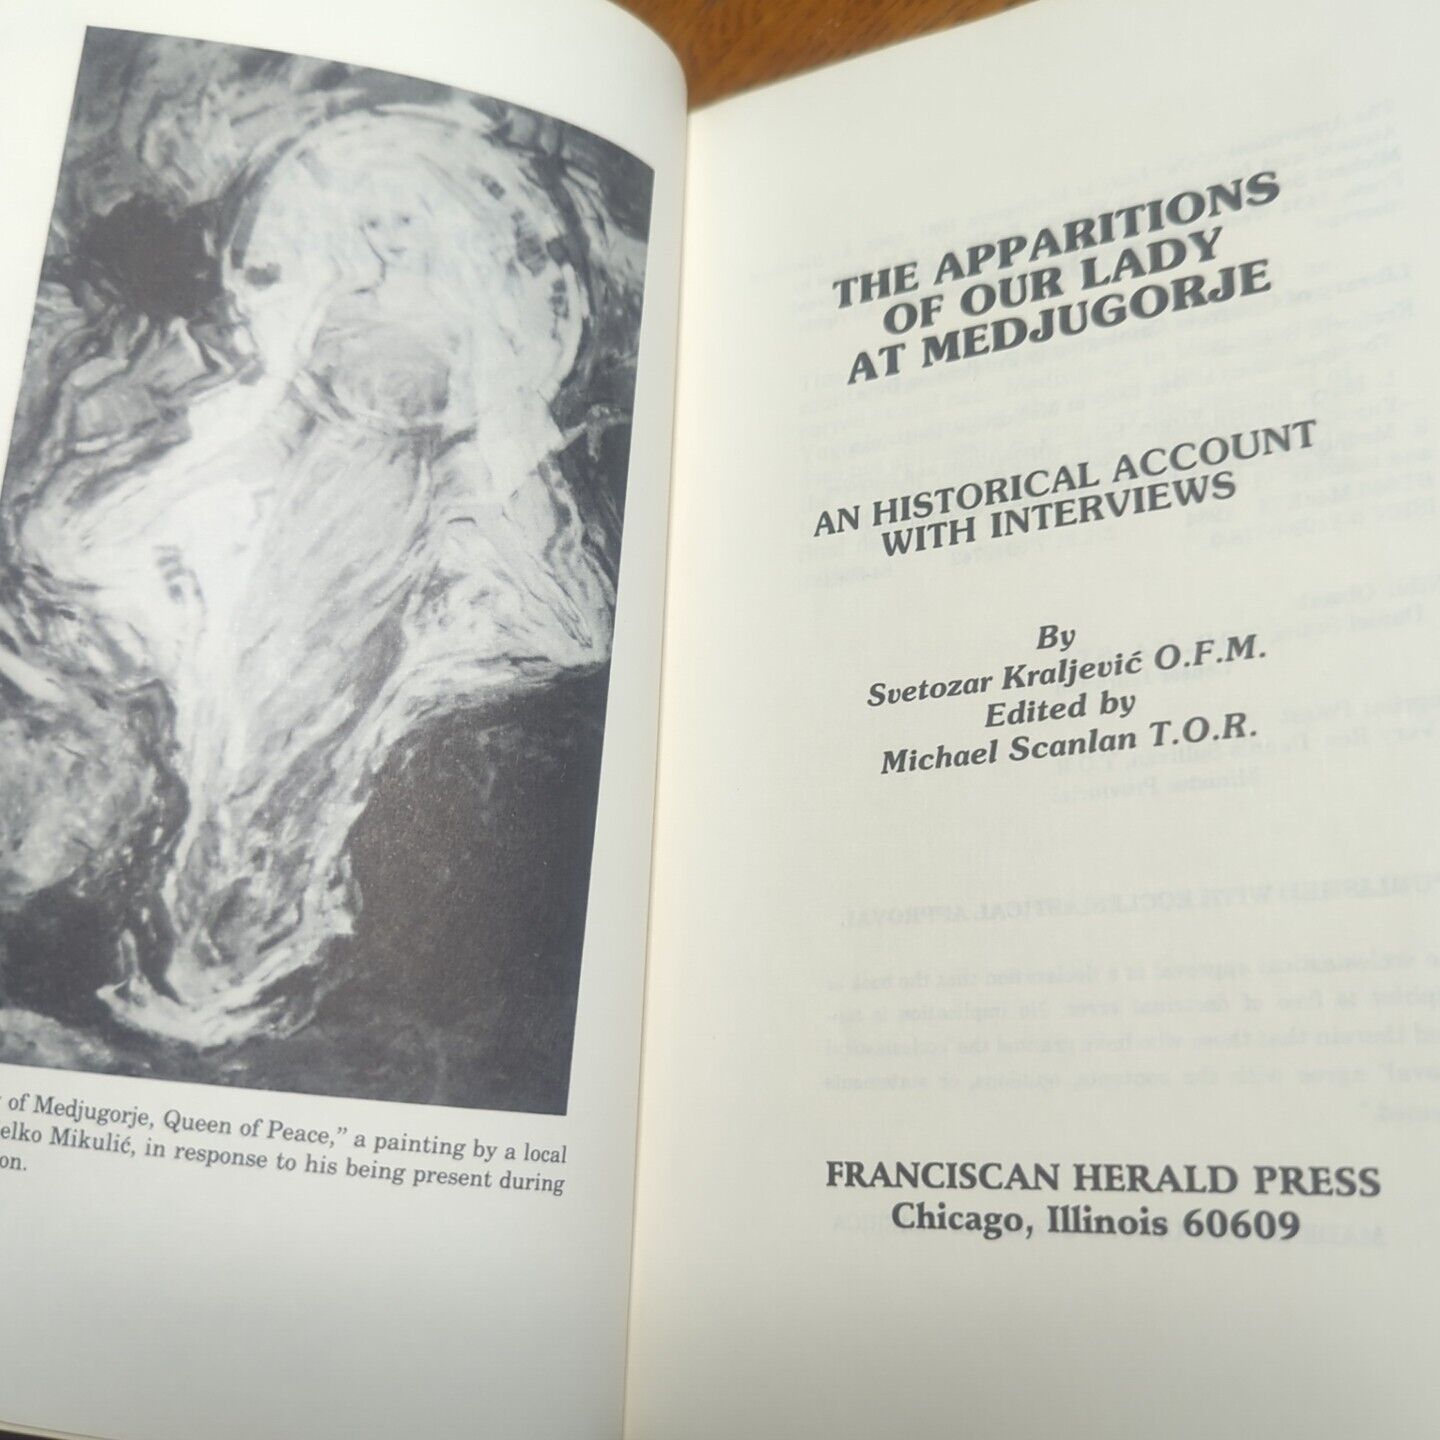 of Medjugorje, Queen of Peace," a painting by a local
elko Mikulić, in response to his being present during
on.
THE APPARITIONS
OF OUR LADY
AT MEDJUGORJE
AN HISTORICAL ACCOUNT
WITH INTERVIEWS
By
Svetozar Kraljević O.F.M.
Edited by
Michael Scanlan T.O.R.
FRANCISCAN HERALD PRESS
Chicago, Illinois 60609